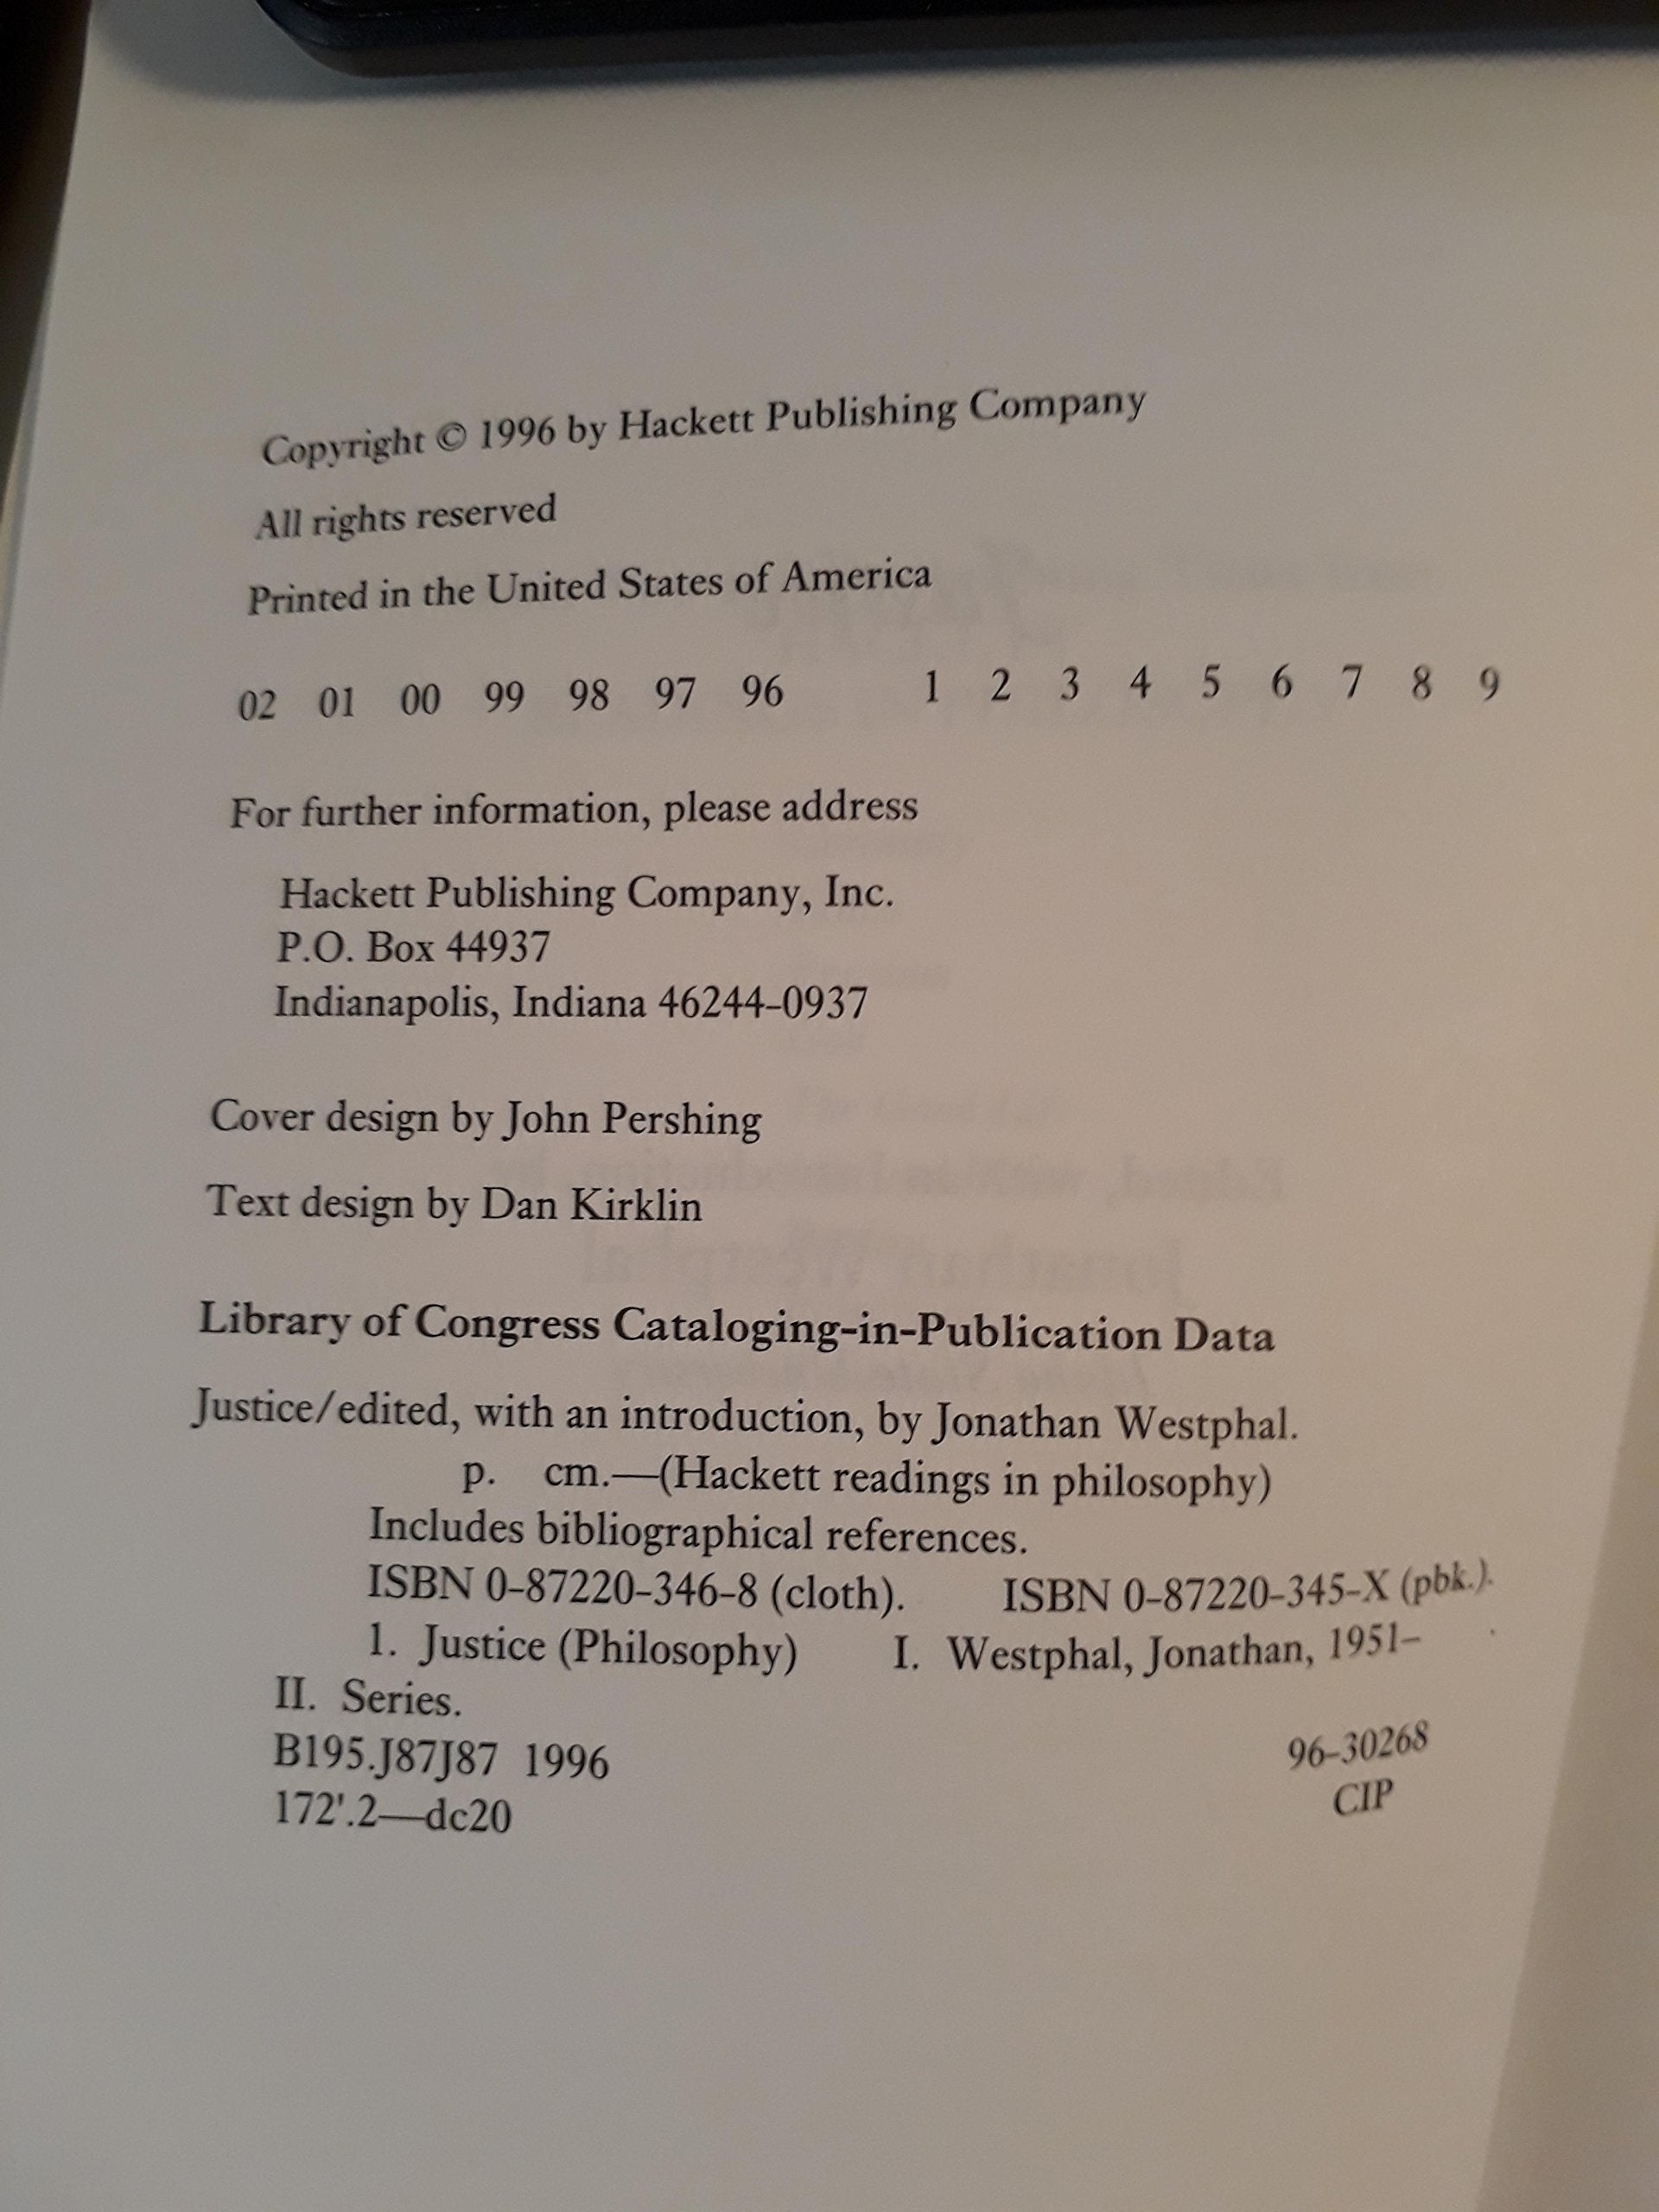 Copyright © 1996 by Hackett Publishing Company
All rights reserved
Printed in the United States of America
02 01 00 99 98 97 96 1 2 3 4 5 6 7 8 9
For further information, please address
Hackett Publishing Company, Inc.
P.O. Box 44937
Indianapolis, Indiana 46244-0937
Cover design by John Pershing
Text design by Dan Kirklin
Library of Congress Cataloging-in-Publication Data
Justice/edited, with an introduction, by Jonathan Westphal.
p. cm.—(Hackett readings in philosophy)
Includes bibliographical references.
ISBN 0-87220-346-8 (cloth). ISBN 0-87220-345-X (pbk.).
1. Justice (Philosophy) I. Westphal, Jonathan, 1951–
II. Series.
B195.J87J87 1996 96-30268
172'.2—dc20 CIP